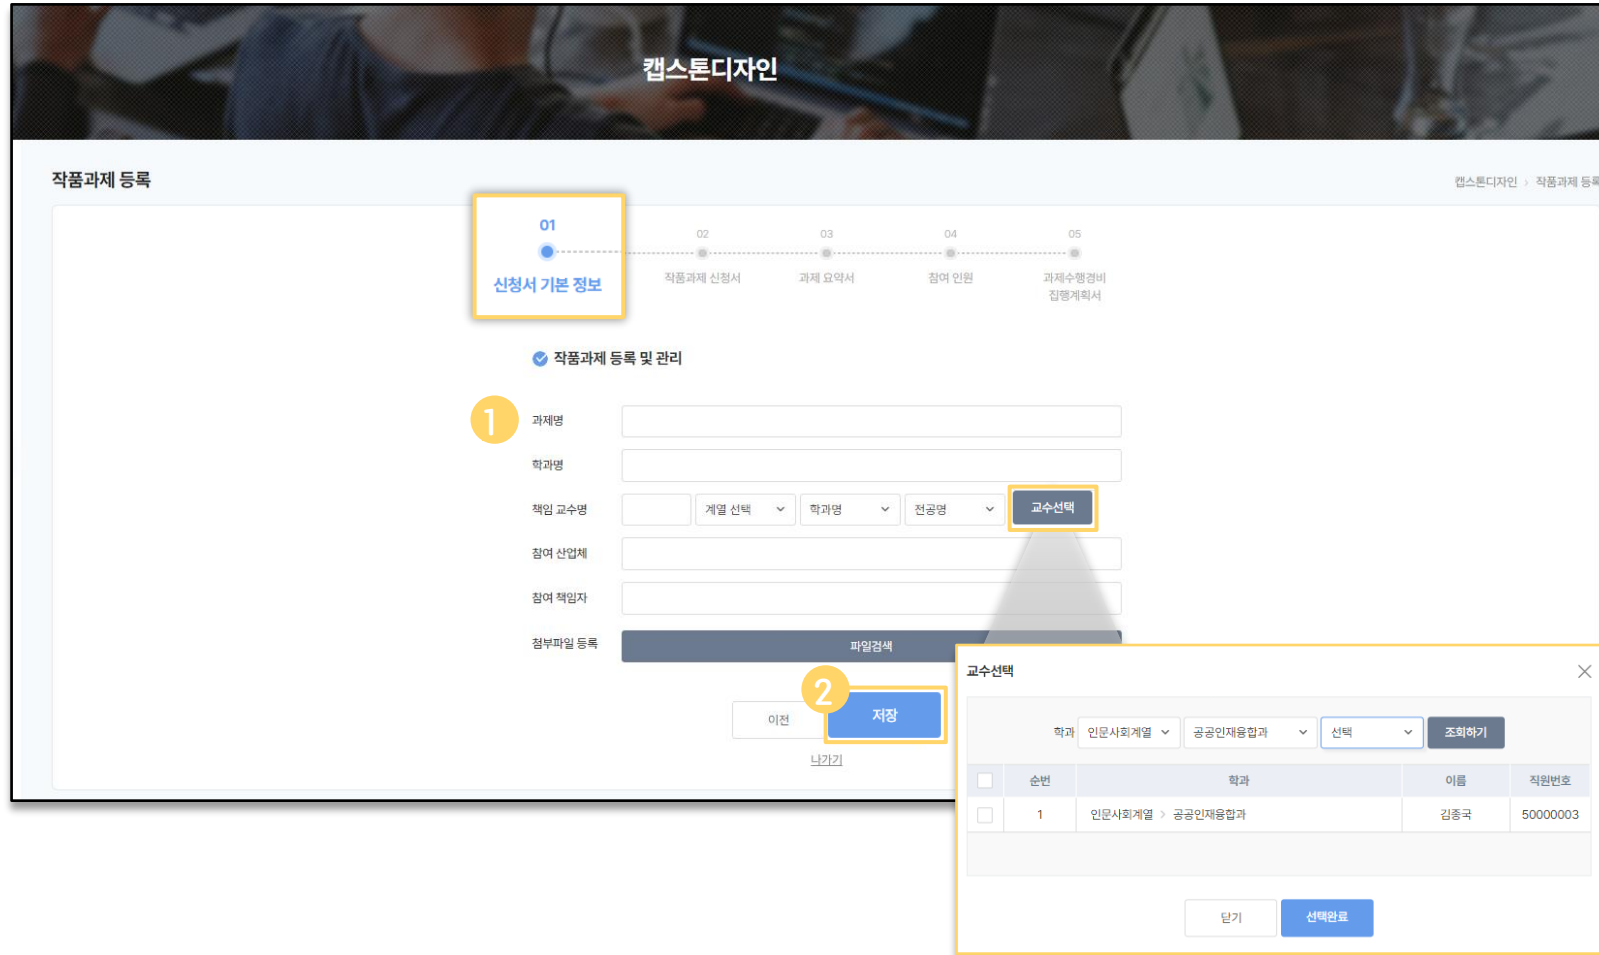 캡스톤디자인
작품과제 등록
캡스톤디자인 > 작품과제 등록
01 02 03 04 05
신청서 기본 정보 작품과제 신청서 과제 요약서 참여 인원 과제수행경비
집행계획서
작품과제 등록 및 관리
1 과제명
학과명
책임 교수명 계열 선택 학과명 전공명 교수선택
참여 산업체
참여 책임자
첨부파일 등록 파일검색
2
이전 저장
나가기
교수선택
학과 인문사회계열 공공인재융합과 선택 조회하기
순번 학과 이름 직원번호
1 인문사회계열 > 공공인재융합과 김종국 50000003
닫기 선택완료